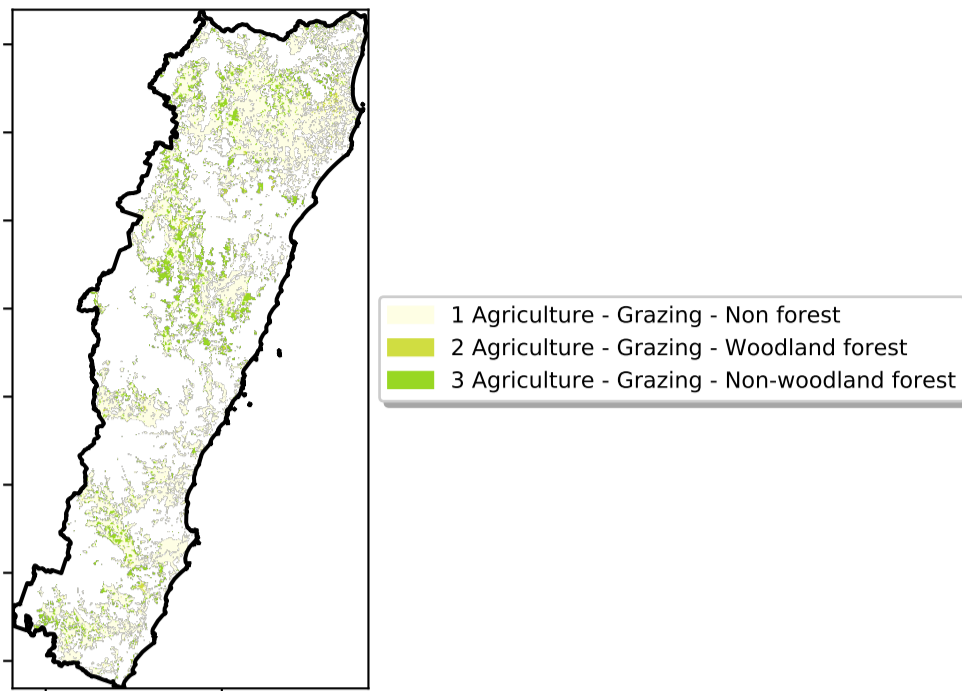 1 Agriculture - Grazing - Non forest
2 Agriculture - Grazing - Woodland forest
3 Agriculture - Grazing - Non-woodland forest